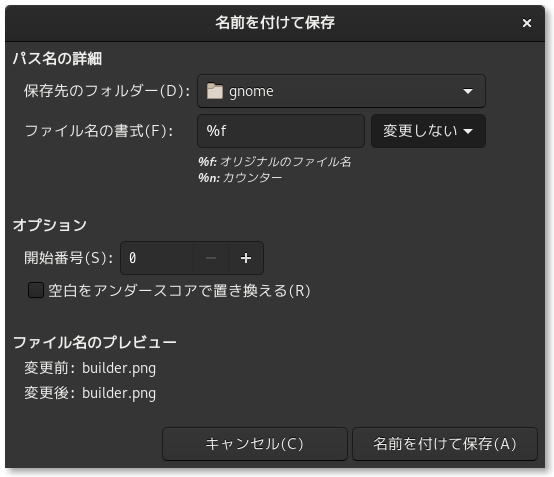 名前を付けて保存
パス名の詳細
保存先のフォルダー(D): gnome
ファイル名の書式(F): %f 変更しない
%f: オリジナルのファイル名
%n: カウンター
オプション
開始番号(S): 0
空白をアンダースコアで置き換える(R)
ファイル名のプレビュー
変更前: builder.png
変更後: builder.png
キャンセル(C) 名前を付けて保存(A)